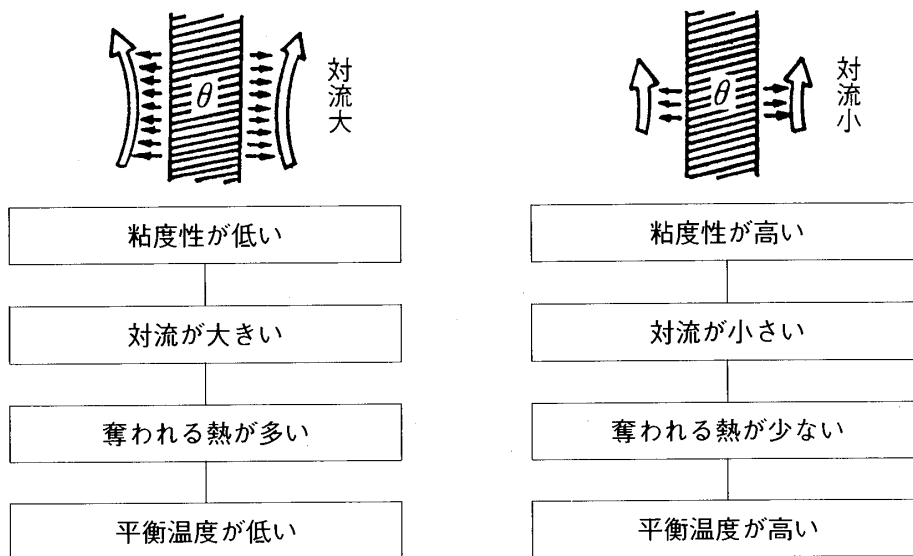 θ
対流大
θ
対流小
粘度性が低い
対流が大きい
奪われる熱が多い
平衡温度が低い
粘度性が高い
対流が小さい
奪われる熱が少ない
平衡温度が高い